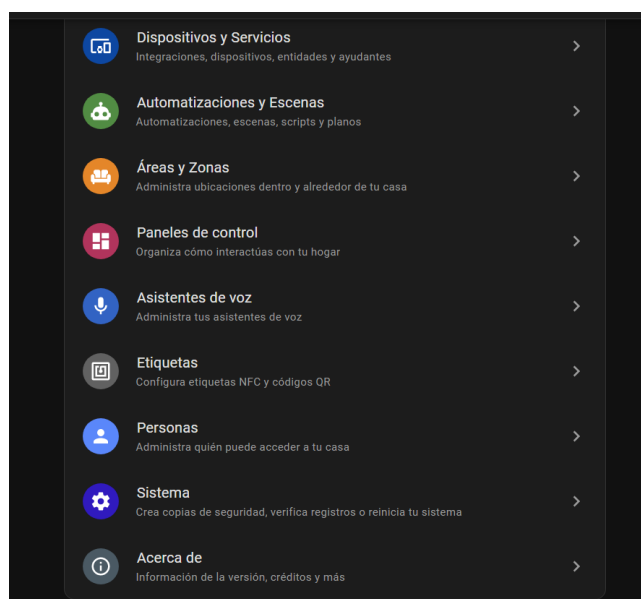 Dispositivos y Servicios
Integraciones, dispositivos, entidades y ayudantes
Automatizaciones y Escenas
Automatizaciones, escenas, scripts y planos
Áreas y Zonas
Administra ubicaciones dentro y alrededor de tu casa
Paneles de control
Organiza cómo interactúas con tu hogar
Asistentes de voz
Administra tus asistentes de voz
Etiquetas
Configura etiquetas NFC y códigos QR
Personas
Administra quién puede acceder a tu casa
Sistema
Crea copias de seguridad, verifica registros o reinicia tu sistema
Acerca de
Información de la versión, créditos y más